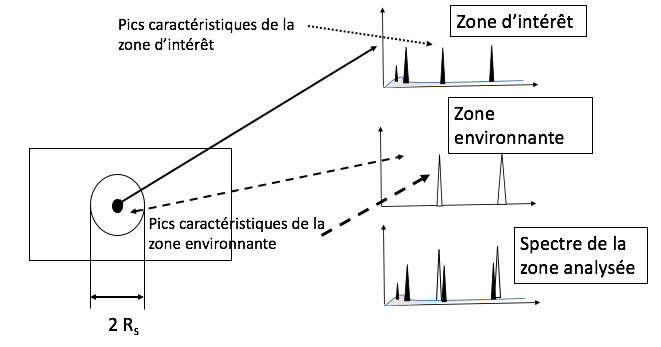 Pics caractéristiques de la
zone d'intérêt
Zone d'intérêt
Zone
environnante
Pics caractéristiques de la
zone environnante
Spectre de la
zone analysée
2 Rs